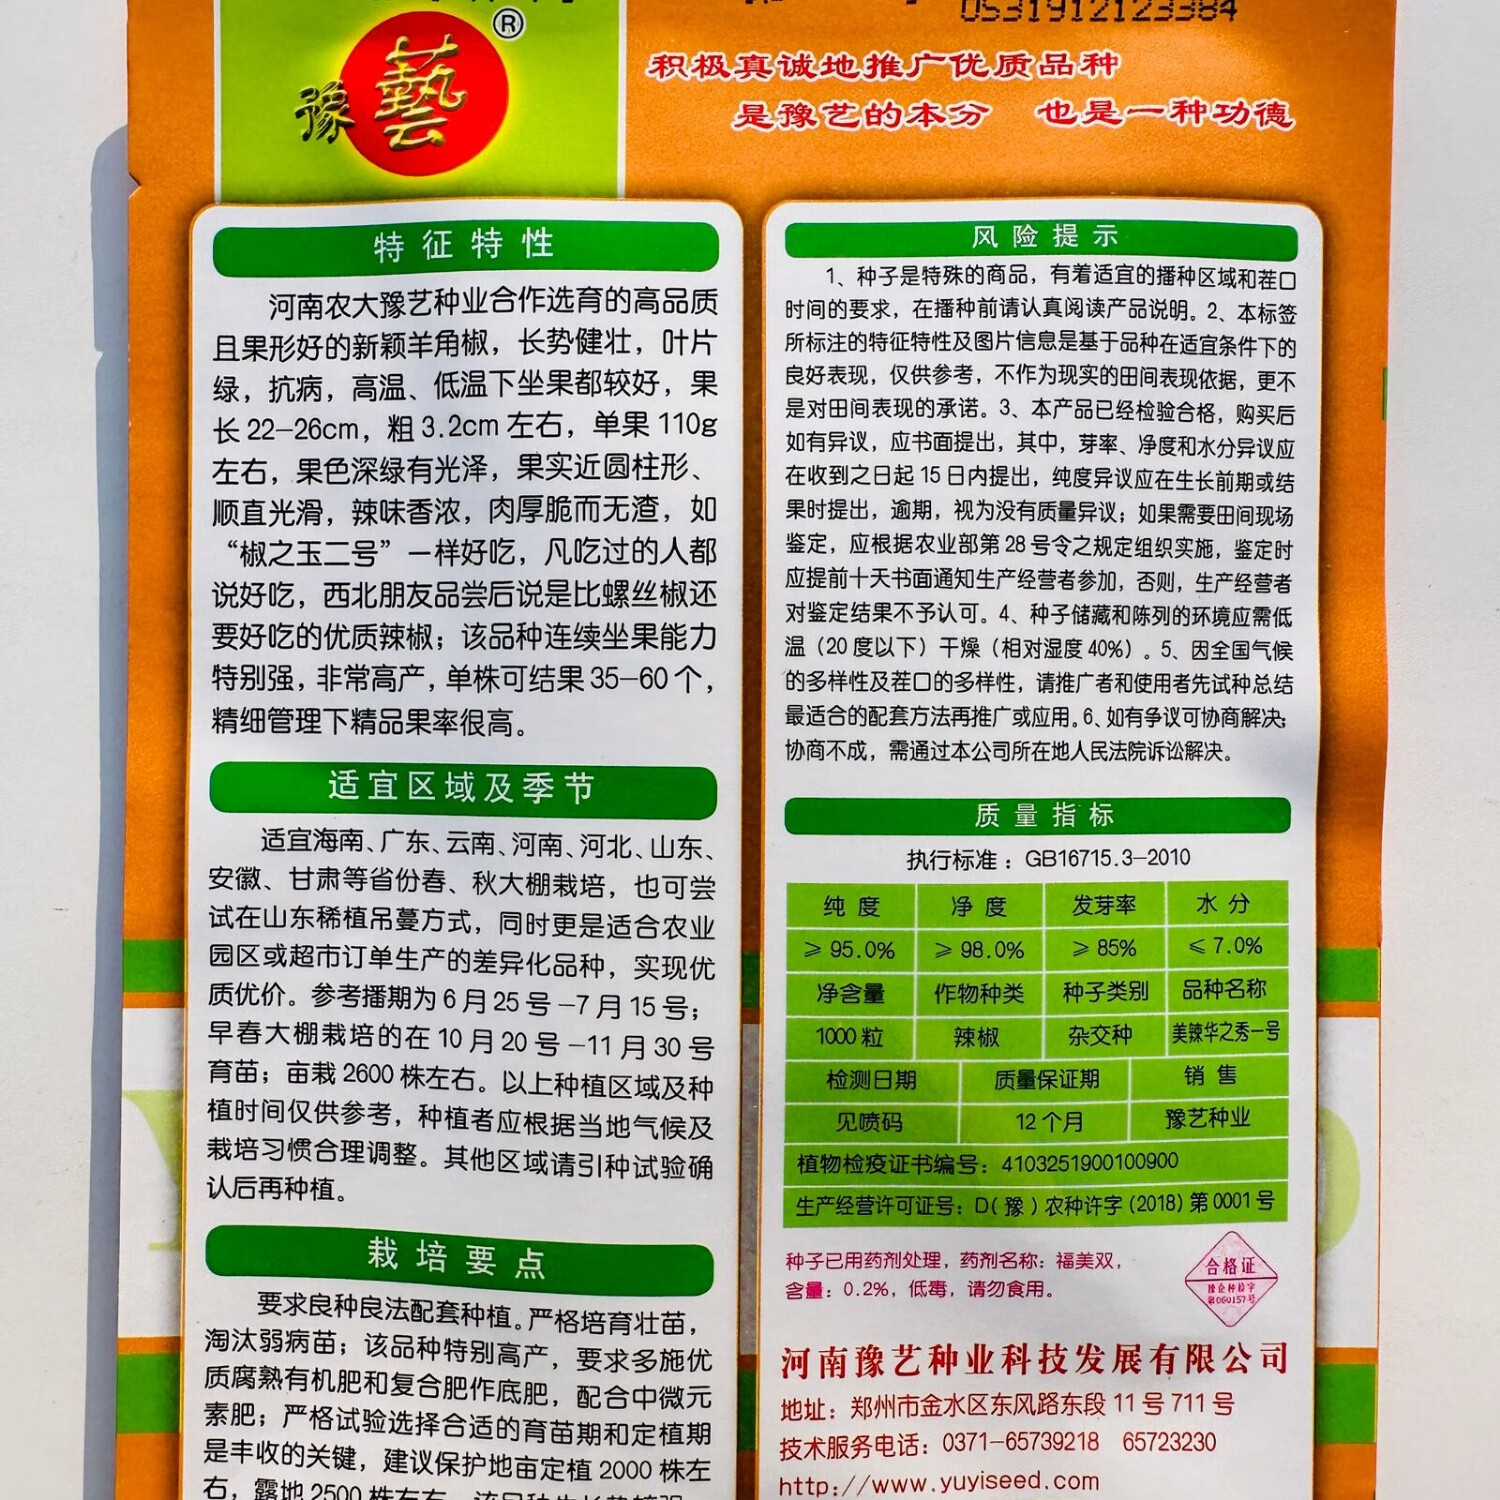 0531912123384
豫藝®
积极真诚地推广优质品种
是豫艺的本分 也是一种功德
特征特性
河南农大豫艺种业合作选育的高品质
且果形好的新颖羊角椒，长势健壮，叶片
绿，抗病，高温、低温下坐果都较好，果
长22-26cm，粗3.2cm左右，单果110g
左右，果色深绿有光泽，果实近圆柱形、
顺直光滑，辣味香浓，肉厚脆而无渣，如
“椒之玉二号”一样好吃，凡吃过的人都
说好吃，西北朋友品尝后说是比螺丝椒还
要好吃的优质辣椒；该品种连续坐果能力
特别强，非常高产，单株可结果35-60个，
精细管理下精品果率很高。
适宜区域及季节
适宜海南、广东、云南、河南、河北、山东、
安徽、甘肃等省份春、秋大棚栽培，也可尝
试在山东稀植吊蔓方式，同时更是适合农业
园区或超市订单生产的差异化品种，实现优
质优价。参考播期为6月25号-7月15号；
早春大棚栽培的在10月20号-11月30号
育苗；亩栽2600株左右。以上种植区域及种
植时间仅供参考，种植者应根据当地气候及
栽培习惯合理调整。其他区域请引种试验确
认后再种植。
栽培要点
要求良种良法配套种植。严格培育壮苗，
淘汰弱病苗；该品种特别高产，要求多施优
质腐熟有机肥和复合肥作底肥，配合中微元
素肥；严格试验选择合适的育苗期和定植期
是丰收的关键，建议保护地亩定植2000株左
右，露地2500株左右。该品种生长势较强，
风险提示
1、种子是特殊的商品，有着适宜的播种区域和茬口
时间的要求，在播种前请认真阅读产品说明。2、本标签
所标注的特征特性及图片信息是基于品种在适宜条件下的
良好表现，仅供参考，不作为现实的田间表现依据，更不
是对田间表现的承诺。3、本产品已经检验合格，购买后
如有异议，应书面提出，其中，芽率、净度和水分异议应
在收到之日起15日内提出，纯度异议应在生长前期或结
果时提出，逾期，视为没有质量异议；如果需要田间现场
鉴定，应根据农业部第28号令之规定组织实施，鉴定时
应提前十天书面通知生产经营者参加，否则，生产经营者
对鉴定结果不予认可。4、种子储藏和陈列的环境应需低
温（20度以下）干燥（相对湿度40%）。5、因全国气候
的多样性及茬口的多样性，请推广者和使用者先试种总结
最适合的配套方法再推广或应用。6、如有争议可协商解决；
协商不成，需通过本公司所在地人民法院诉讼解决。
质量指标
执行标准：GB16715.3-2010
纯度 净度 发芽率 水分
≥95.0% ≥98.0% ≥85% ≤7.0%
净含量 作物种类 种子类别 品种名称
1000粒 辣椒 杂交种 美辣华之秀一号
检测日期 质量保证期 销售
见喷码 12个月 豫艺种业
植物检疫证书编号：4103251900100900
生产经营许可证号：D(豫)农种许字(2018)第0001号
种子已用药剂处理，药剂名称：福美双，
含量：0.2%，低毒，请勿食用。
合格证
豫企种检字
第060157号
河南豫艺种业科技发展有限公司
地址：郑州市金水区东风路东段11号711号
技术服务电话：0371-65739218 65723230
http://www.yuyiseed.com